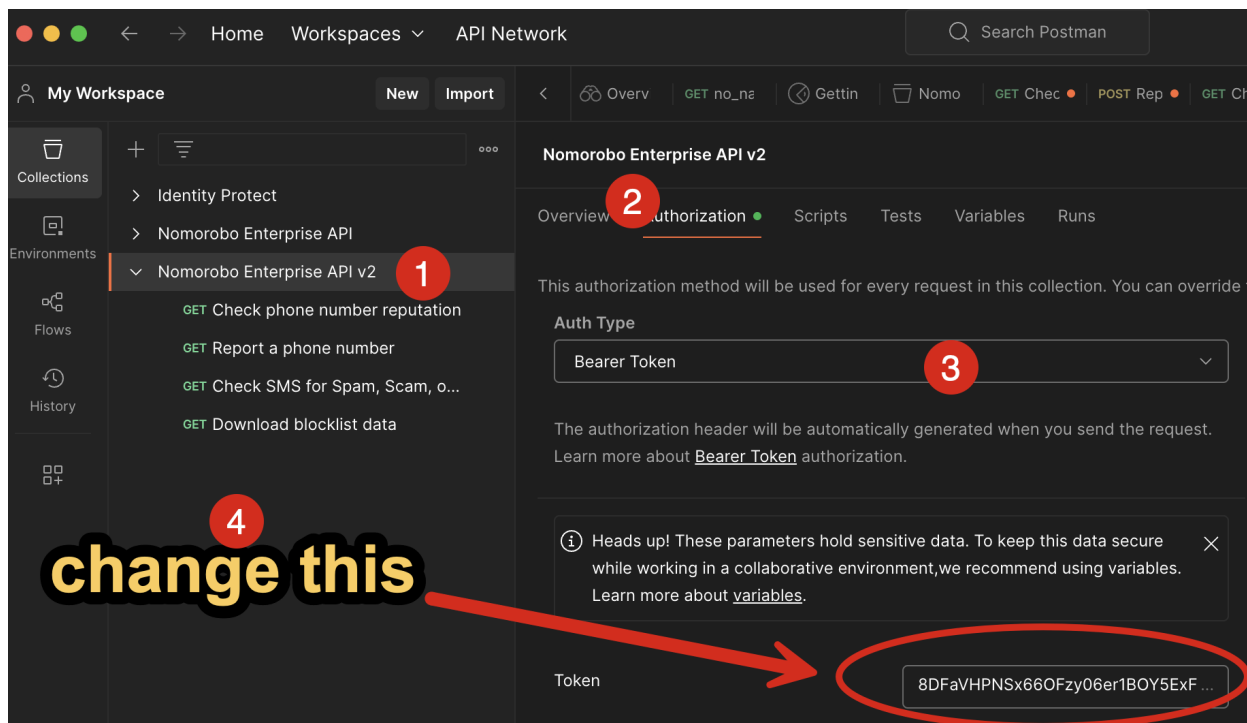 Home Workspaces API Network
Search Postman
My Workspace
New Import
Overv
GET no_na
Gettin
Nomo
GET Chec
POST Rep
GET Ch
Collections
Environments
Flows
History
Identity Protect
Nomorobo Enterprise API
Nomorobo Enterprise API v2
1
GET Check phone number reputation
GET Report a phone number
GET Check SMS for Spam, Scam, o...
GET Download blocklist data
4
change this
Nomorobo Enterprise API v2
2
Overview uthorization Scripts Tests Variables Runs
This authorization method will be used for every request in this collection. You can override
Auth Type
Bearer Token
3
The authorization header will be automatically generated when you send the request.
Learn more about Bearer Token authorization.
Heads up! These parameters hold sensitive data. To keep this data secure
while working in a collaborative environment,we recommend using variables.
Learn more about variables.
Token
8DFaVHPNSx66OFzy06er1BOY5ExF ...